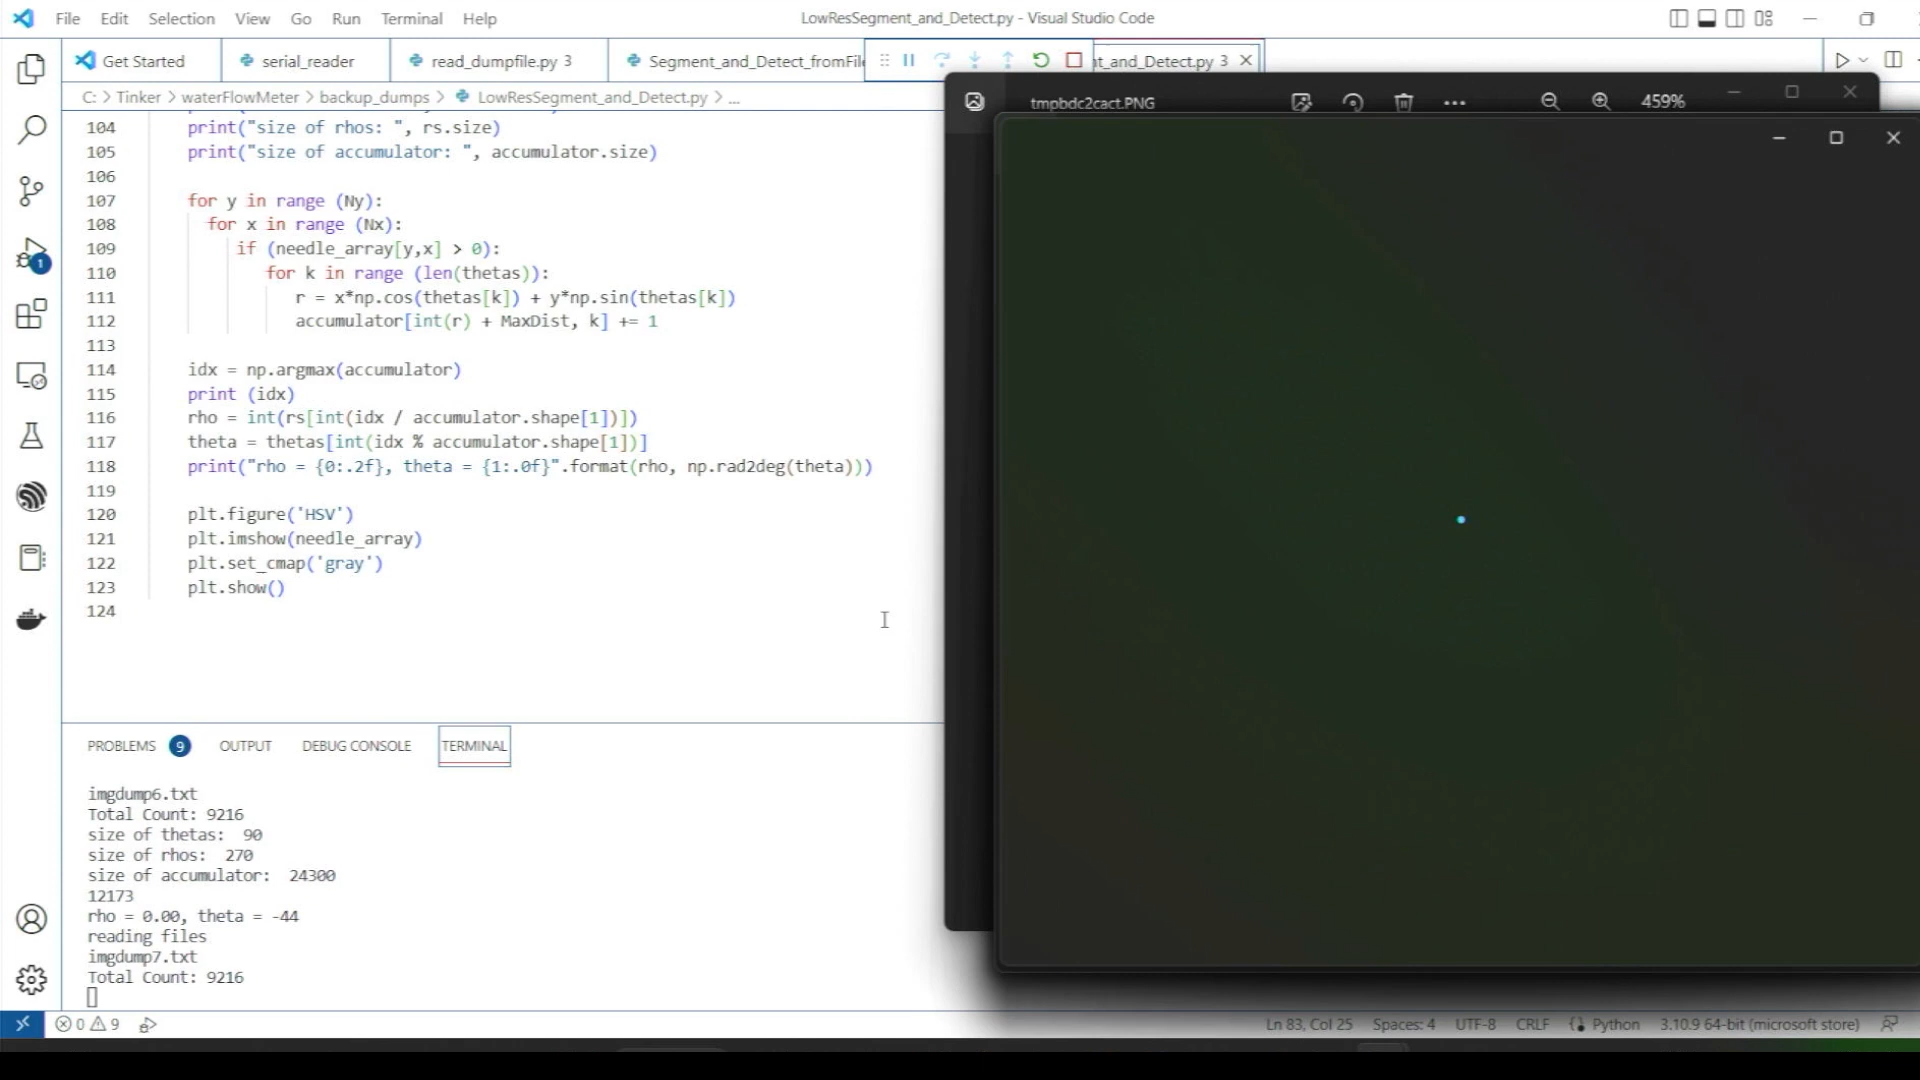 File Edit Selection View Go Run Terminal Help
LowResSegment_and_Detect.py - Visual Studio Code
Get Started
serial_reader
read_dumpfile.py 3
Segment_and_Detect_fromFil
t_and_Detect.py 3
C: > Tinker > waterFlowMeter > backup_dumps > LowResSegment_and_Detect.py > ...
tmpbdc2cact.PNG
459%
104 print("size of rhos: ", rs.size)
105 print("size of accumulator: ", accumulator.size)
106
107 for y in range (Ny):
108 for x in range (Nx):
109 if (needle_array[y,x] > 0):
110 for k in range (len(thetas)):
111 r = x*np.cos(thetas[k]) + y*np.sin(thetas[k])
112 accumulator[int(r) + MaxDist, k] += 1
113
114 idx = np.argmax(accumulator)
115 print (idx)
116 rho = int(rs[int(idx / accumulator.shape[1])])
117 theta = thetas[int(idx % accumulator.shape[1])]
118 print("rho = {0:.2f}, theta = {1:.0f}".format(rho, np.rad2deg(theta)))
119
120 plt.figure('HSV')
121 plt.imshow(needle_array)
122 plt.set_cmap('gray')
123 plt.show()
124
1
PROBLEMS 9 OUTPUT DEBUG CONSOLE TERMINAL
imgdump6.txt
Total Count: 9216
size of thetas: 90
size of rhos: 270
size of accumulator: 24300
12173
rho = 0.00, theta = -44
reading files
imgdump7.txt
Total Count: 9216
0 9
Ln 83, Col 25 Spaces: 4 UTF-8 CRLF Python 3.10.9 64-bit (microsoft store)